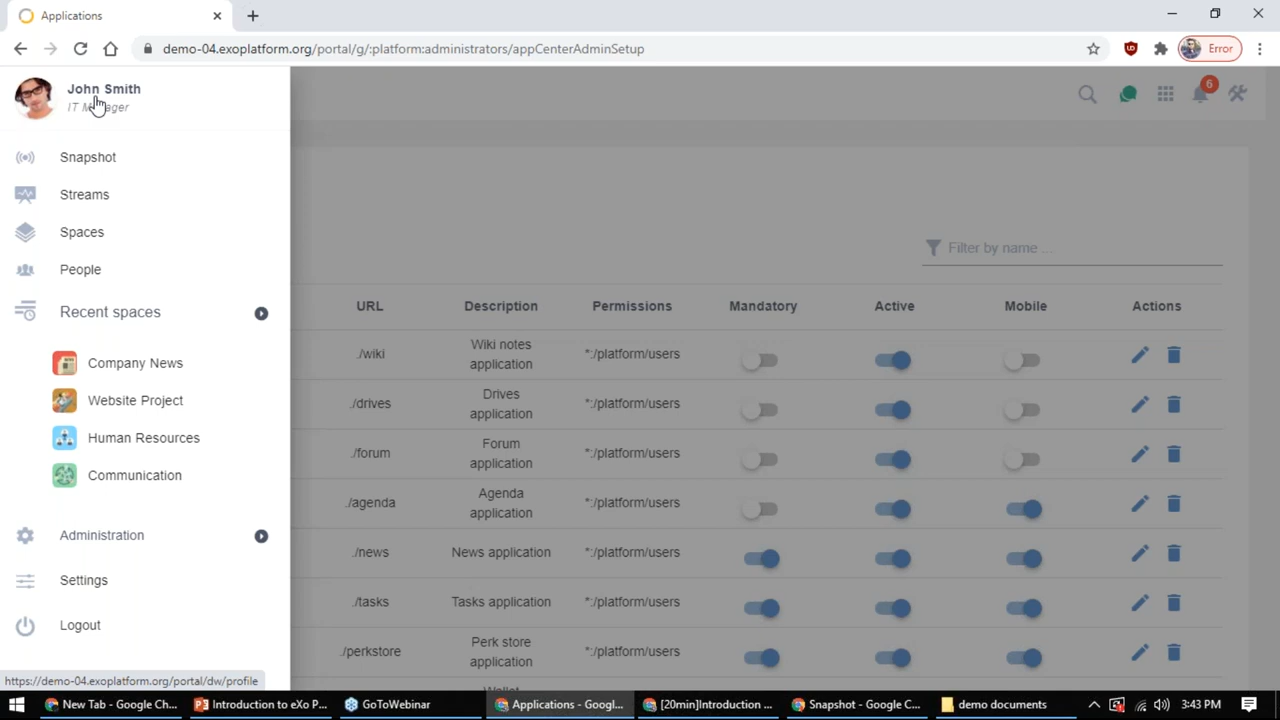 Applications
demo-04.exoplatform.org/portal/g/:platform:administrators/appCenterAdminSetup
Error
John Smith
IT Manager
6
Snapshot
Streams
Spaces
People
Recent spaces
Company News
Website Project
Human Resources
Communication
Administration
Settings
Logout
https://demo-04.exoplatform.org/portal/dw/profile
Filter by name ...
URL Description Permissions Mandatory Active Mobile Actions
./wiki Wiki notes application *:/platform/users
./drives Drives application *:/platform/users
./forum Forum application *:/platform/users
./agenda Agenda application *:/platform/users
./news News application *:/platform/users
./tasks Tasks application *:/platform/users
./perkstore Perk store application *:/platform/users
Wallet
New Tab - Google Ch...
Introduction to eXo P...
GoToWebinar
Applications - Googl...
[20min]Introduction ...
Snapshot - Google C...
demo documents
3:43 PM